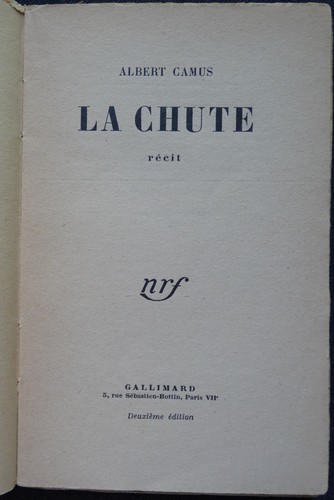 ALBERT CAMUS
LA CHUTE
récit
nrf
GALLIMARD
5, rue Sébastien-Bottin, Paris VIIᵉ
Deuxième édition